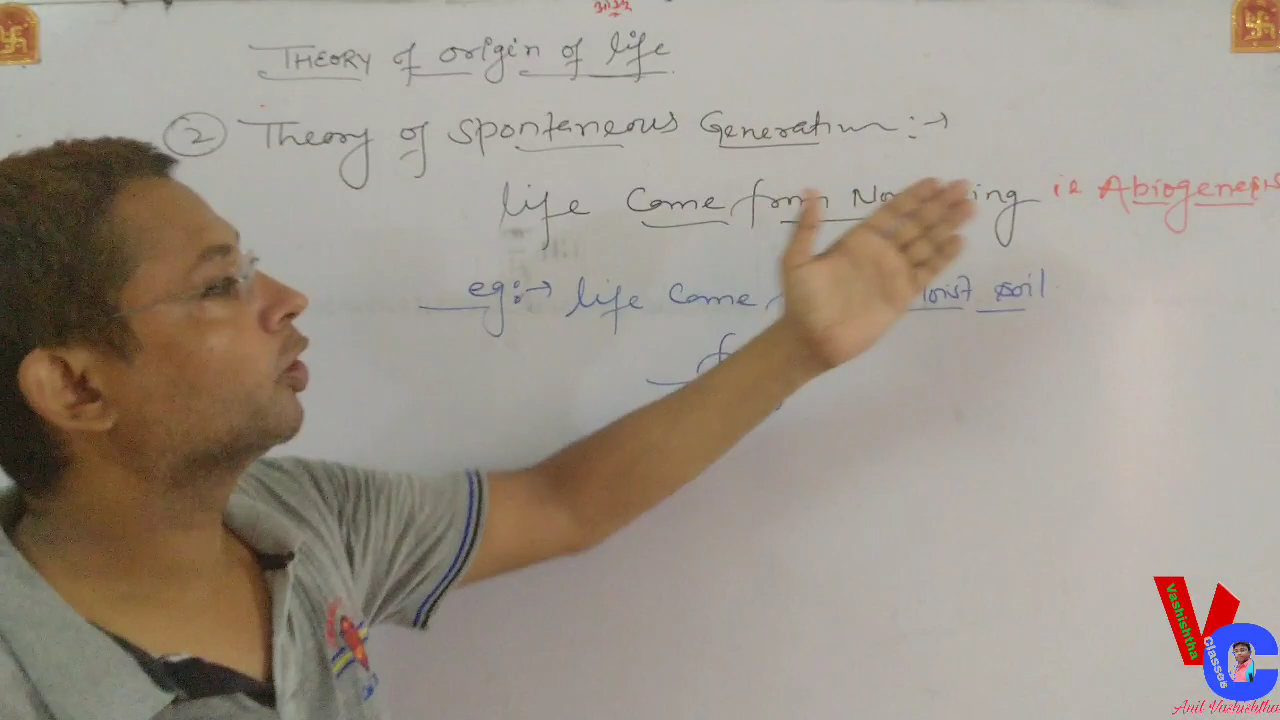 ओ३म्
THEORY of origin of life
2 Theory of Spontaneous Generation :→
life Come from ie Abiogenesis
eg:→ life Come soil
Vashishtha
Classes
Anil Vashishtha